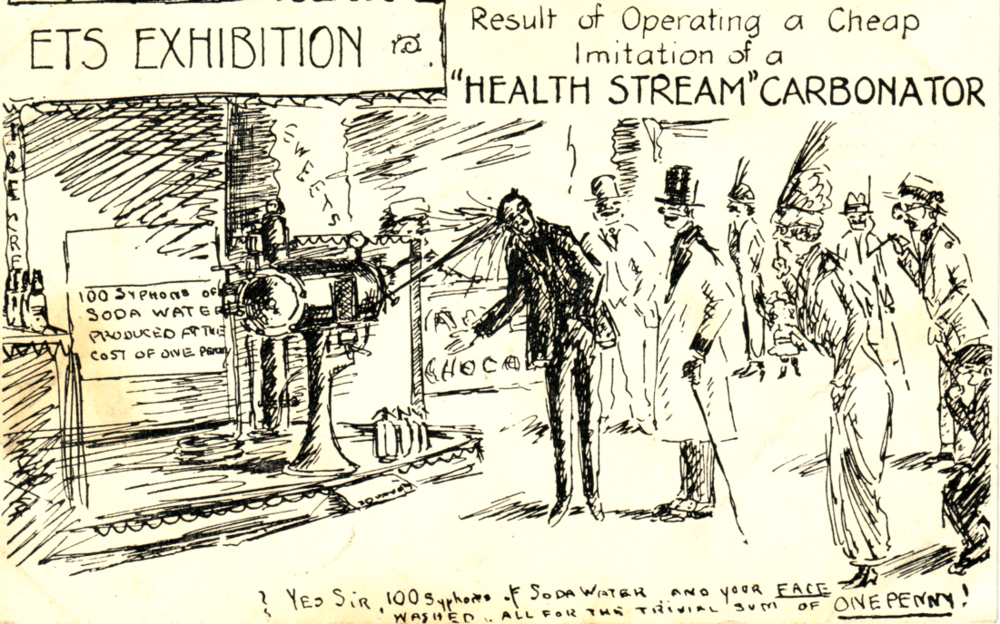 ETS EXHIBITION
Result of Operating a Cheap
Imitation of a
"HEALTH STREAM" CARBONATOR
SWEETS
100 SYPHONS OF
SODA WATER
PRODUCED AT THE
COST OF ONE PENNY
CHOCO
YES SIR, 100 Syphons of SODA WATER AND YOUR FACE
WASHED .. ALL FOR THE TRIVIAL SUM OF ONE PENNY!